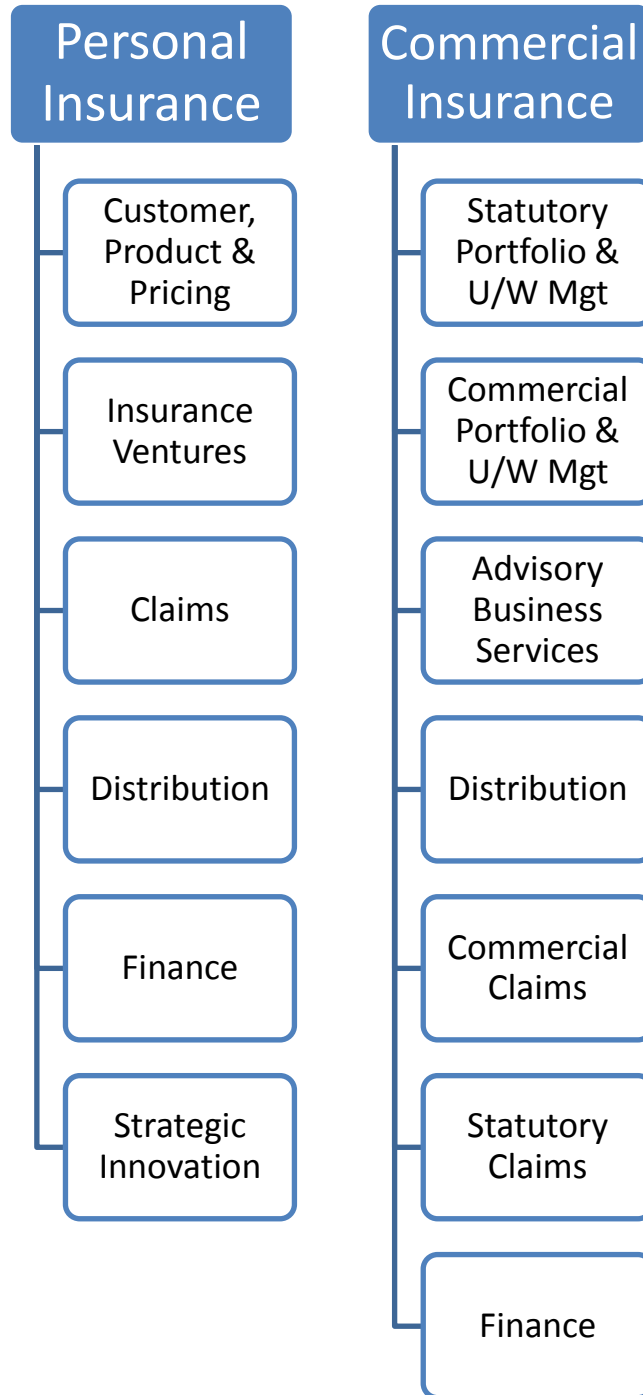 Personal
Insurance
Customer,
Product &
Pricing
Insurance
Ventures
Claims
Distribution
Finance
Strategic
Innovation
Commercial
Insurance
Statutory
Portfolio &
U/W Mgt
Commercial
Portfolio &
U/W Mgt
Advisory
Business
Services
Distribution
Commercial
Claims
Statutory
Claims
Finance